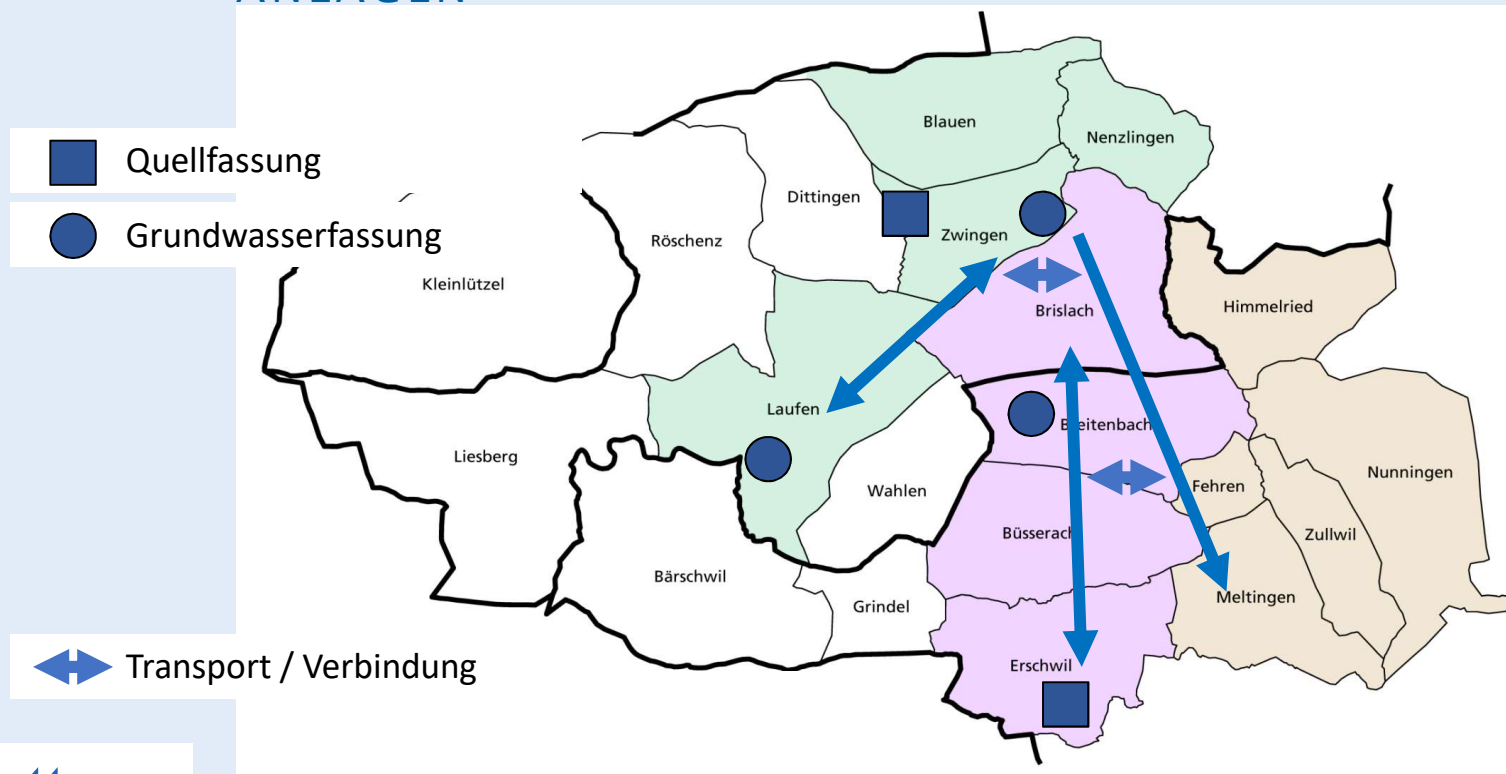 ANLAGEN
Quellfassung
Grundwasserfassung
Transport / Verbindung
Blauen
Nenzlingen
Dittingen
Zwingen
Röschenz
Kleinlützel
Himmelried
Brislach
Laufen
Breitenbach
Liesberg
Wahlen
Fehren
Nunningen
Büsserach
Zullwil
Bärschwil
Grindel
Meltingen
Erschwil